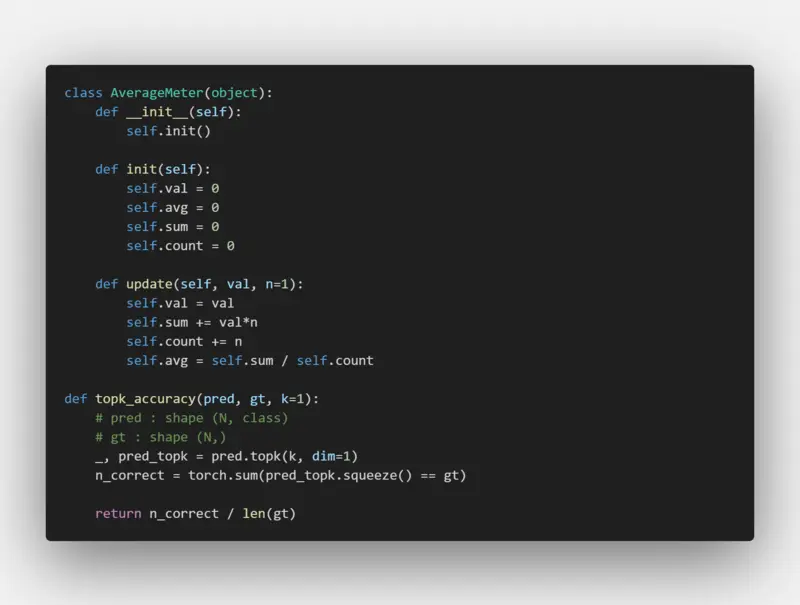 class AverageMeter(object):
    def __init__(self):
        self.init()

    def init(self):
        self.val = 0
        self.avg = 0
        self.sum = 0
        self.count = 0

    def update(self, val, n=1):
        self.val = val
        self.sum += val*n
        self.count += n
        self.avg = self.sum / self.count

def topk_accuracy(pred, gt, k=1):
    # pred : shape (N, class)
    # gt : shape (N,)
    _, pred_topk = pred.topk(k, dim=1)
    n_correct = torch.sum(pred_topk.squeeze() == gt)

    return n_correct / len(gt)